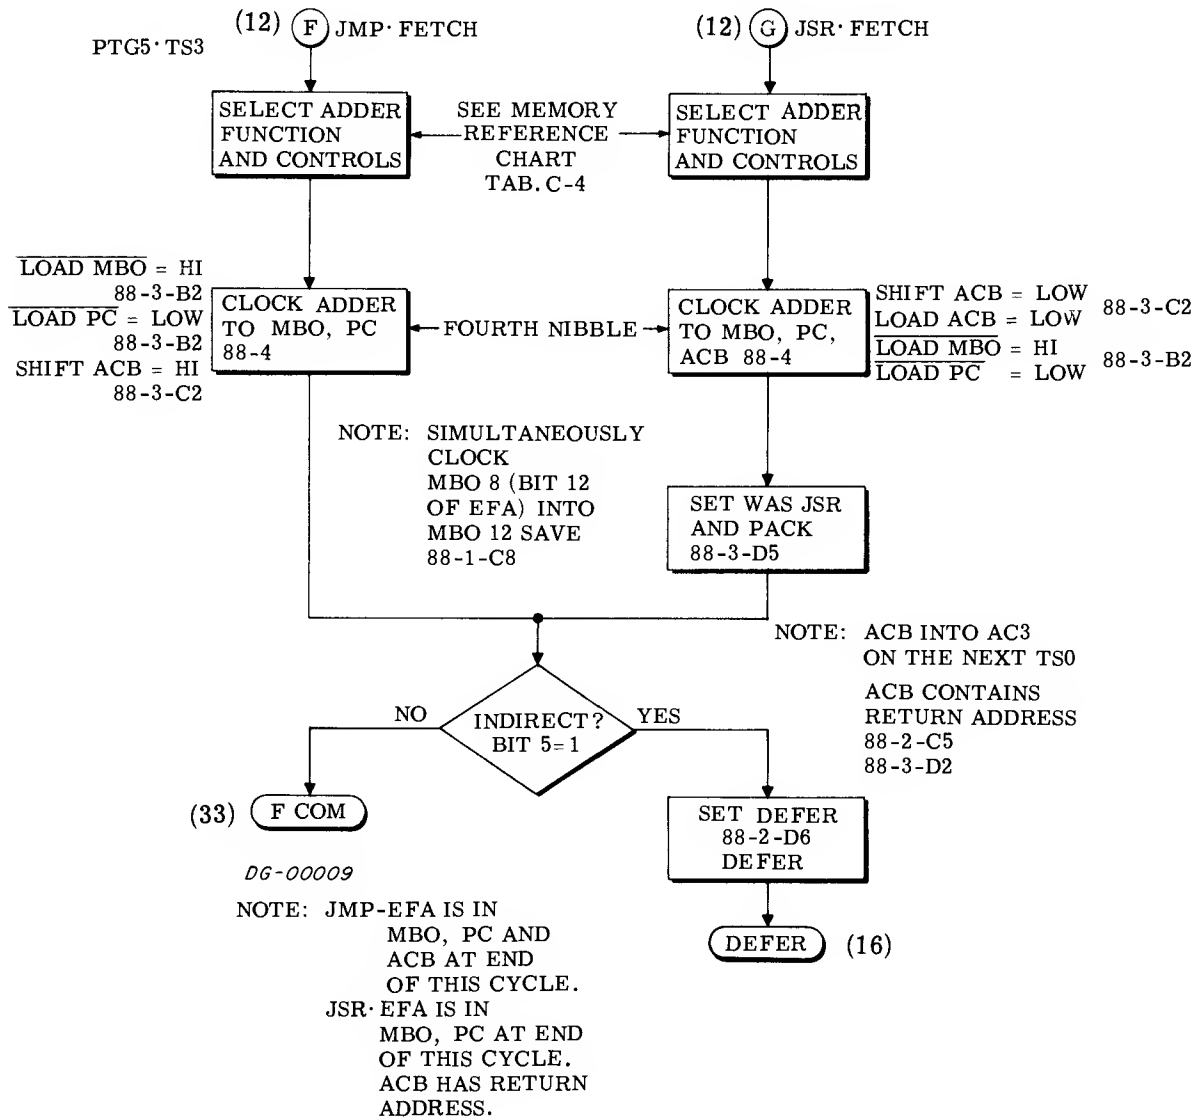 (12) F JMP· FETCH
(12) G JSR· FETCH
PTG5· TS3
SELECT ADDER
FUNCTION
AND CONTROLS
SEE MEMORY
REFERENCE
CHART
TAB. C-4
SELECT ADDER
FUNCTION
AND CONTROLS
LOAD MBO = HI
88-3-B2
LOAD PC = LOW
88-3-B2
SHIFT ACB = HI
88-3-C2
CLOCK ADDER
TO MBO, PC
88-4
FOURTH NIBBLE
CLOCK ADDER
TO MBO, PC,
ACB 88-4
SHIFT ACB = LOW
LOAD ACB = LOW
88-3-C2
LOAD MBO = HI
LOAD PC = LOW
88-3-B2
NOTE: SIMULTANEOUSLY
CLOCK
MBO 8 (BIT 12
OF EFA) INTO
MBO 12 SAVE
88-1-C8
SET WAS JSR
AND PACK
88-3-D5
NOTE: ACB INTO AC3
ON THE NEXT TS0
ACB CONTAINS
RETURN ADDRESS
88-2-C5
88-3-D2
NO
INDIRECT?
BIT 5=1
YES
(33) F COM
SET DEFER
88-2-D6
DEFER
DEFER (16)
DG-00009
NOTE: JMP-EFA IS IN
MBO, PC AND
ACB AT END
OF THIS CYCLE.
JSR· EFA IS IN
MBO, PC AT END
OF THIS CYCLE.
ACB HAS RETURN
ADDRESS.